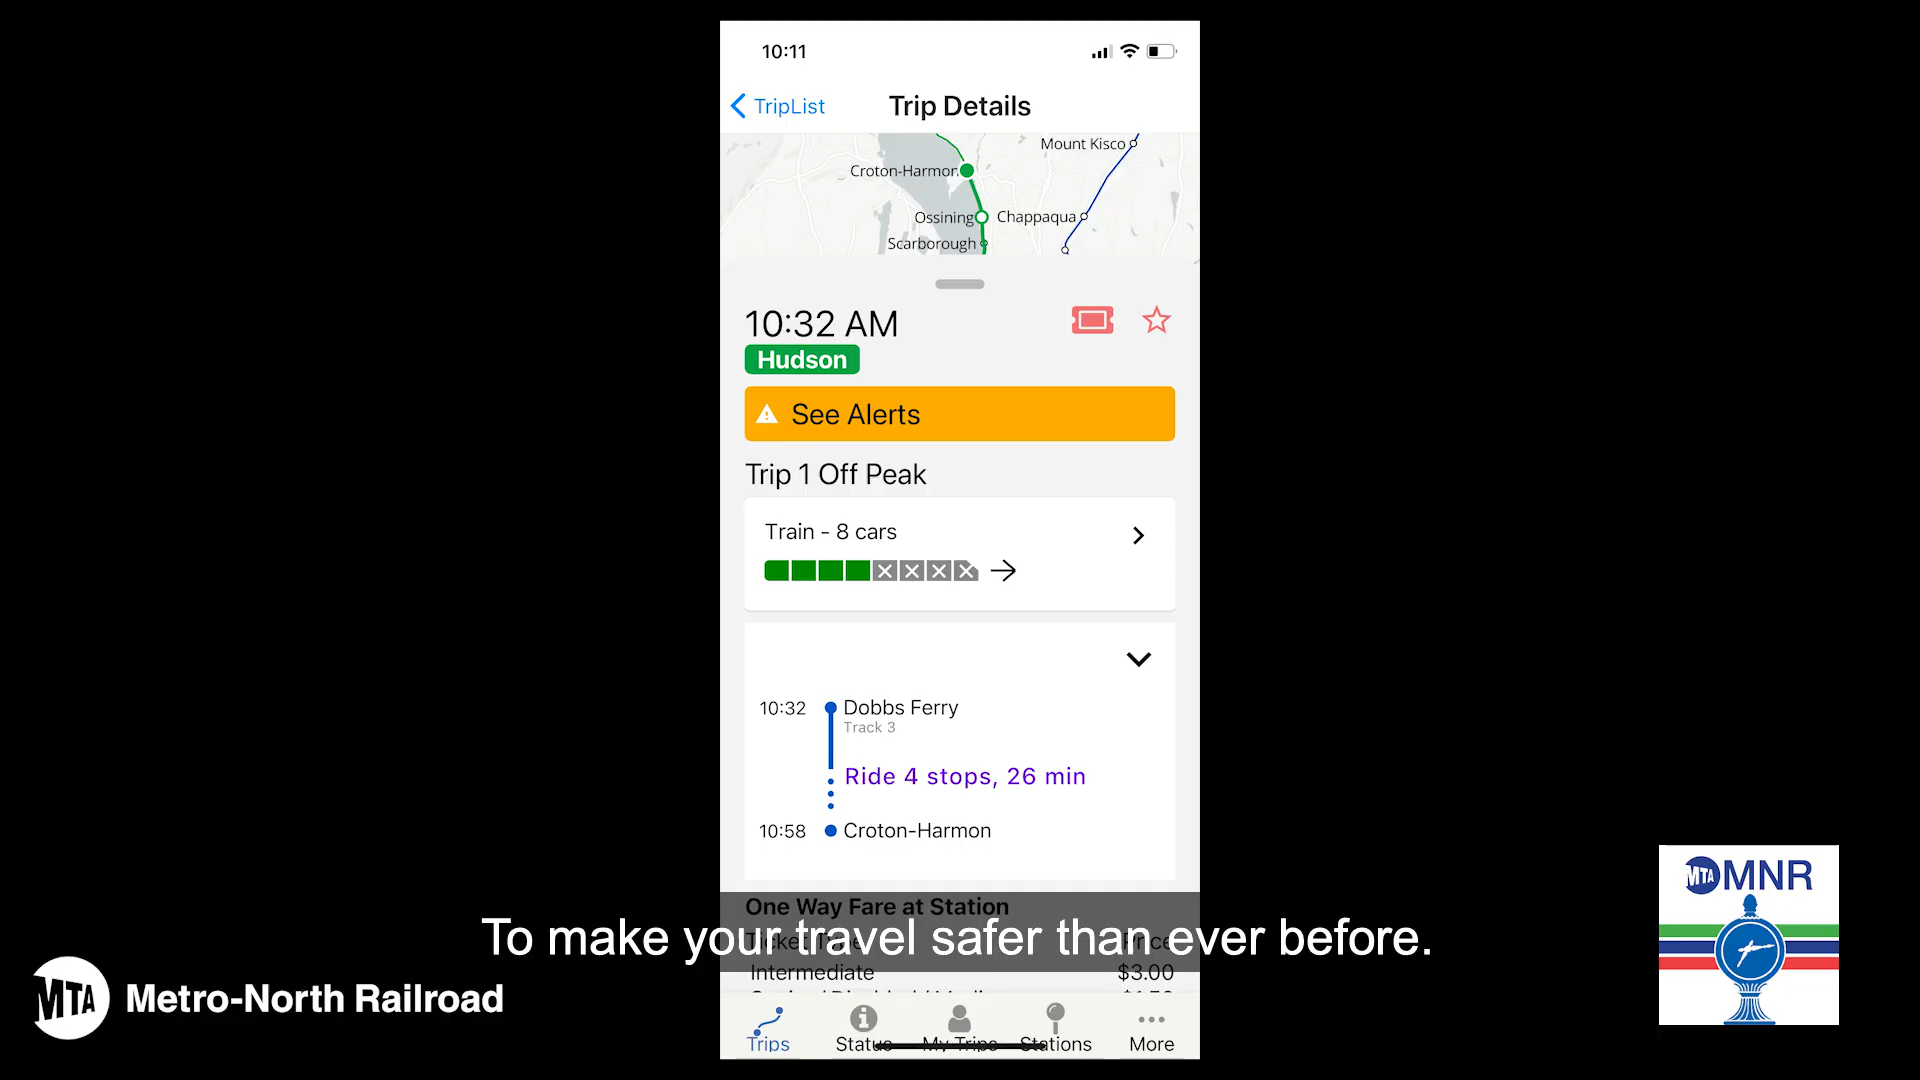 10:11
TripList
Trip Details
Mount Kisco
Croton-Harmon
Ossining
Chappaqua
Scarborough
10:32 AM
Hudson
See Alerts
Trip 1 Off Peak
Train - 8 cars
10:32
Dobbs Ferry
Track 3
Ride 4 stops, 26 min
10:58
Croton-Harmon
One Way Fare at Station
To make your travel safer than ever before.
Intermediate
$3.00
Trips
Status
My Trips
Stations
More
MTA
Metro-North Railroad
MTA
MNR